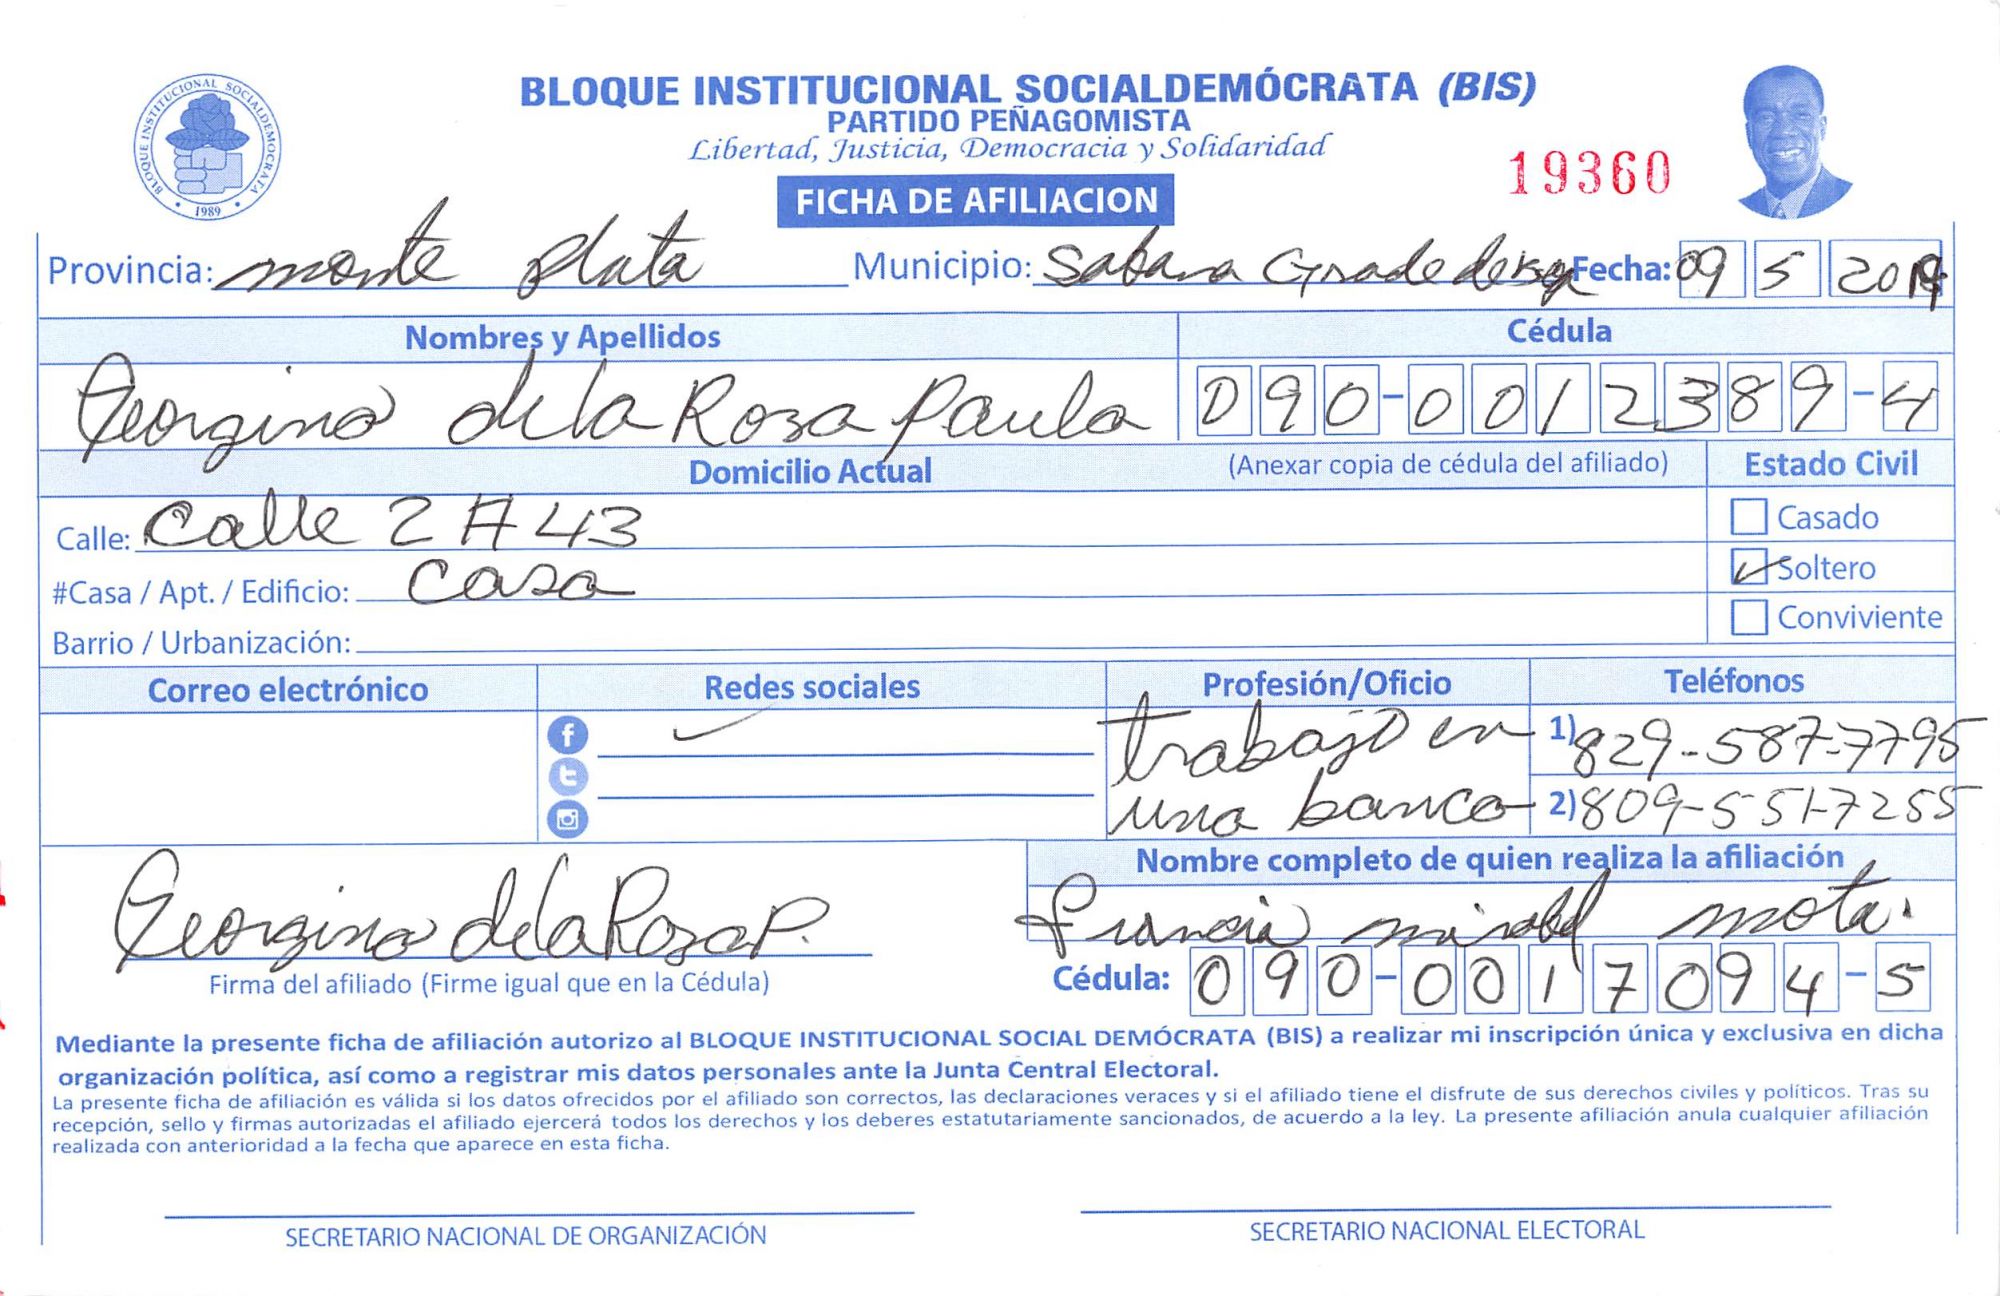 BLOQUE INSTITUCIONAL SOCIALDEMÓCRATA (BIS)
PARTIDO PEÑAGOMISTA
Libertad, Justicia, Democracia y Solidaridad
BLOQUE INSTITUCIONAL SOCIALDEMOCRATA
1989
19360
FICHA DE AFILIACION
Provincia: monte plata Municipio: Sabana Grade de Fecha: 09 5 2019
Nombres y Apellidos Cédula
Georgina de la Rosa Paula 090-0012389-4
Domicilio Actual (Anexar copia de cédula del afiliado) Estado Civil
Calle: Calle 2 # 43 Casado
#Casa / Apt. / Edificio: Casa Soltero
Barrio / Urbanización: Conviviente
Correo electrónico Redes sociales Profesión/Oficio Teléfonos
trabajo en 1) 829-587-7795
una banca 2) 809-551-7255
Nombre completo de quien realiza la afiliación
Georgina de la Rosa P. Francia mirabel mota.
Firma del afiliado (Firme igual que en la Cédula) Cédula: 090-0017094-5
Mediante la presente ficha de afiliación autorizo al BLOQUE INSTITUCIONAL SOCIAL DEMÓCRATA (BIS) a realizar mi inscripción única y exclusiva en dicha
organización política, así como a registrar mis datos personales ante la Junta Central Electoral.
La presente ficha de afiliación es válida si los datos ofrecidos por el afiliado son correctos, las declaraciones veraces y si el afiliado tiene el disfrute de sus derechos civiles y políticos. Tras su
recepción, sello y firmas autorizadas el afiliado ejercerá todos los derechos y los deberes estatutariamente sancionados, de acuerdo a la ley. La presente afiliación anula cualquier afiliación
realizada con anterioridad a la fecha que aparece en esta ficha.
SECRETARIO NACIONAL DE ORGANIZACIÓN SECRETARIO NACIONAL ELECTORAL